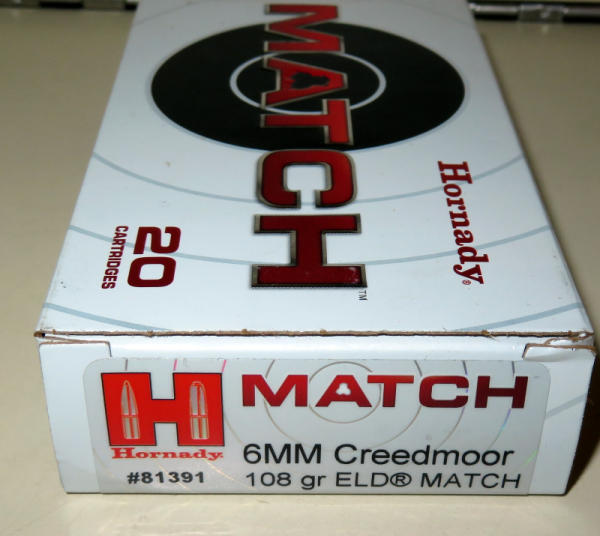 MATCH
Hornady®
20
CARTRIDGES
™
H
Hornady
#81391
MATCH
6MM Creedmoor
108 gr ELD® MATCH